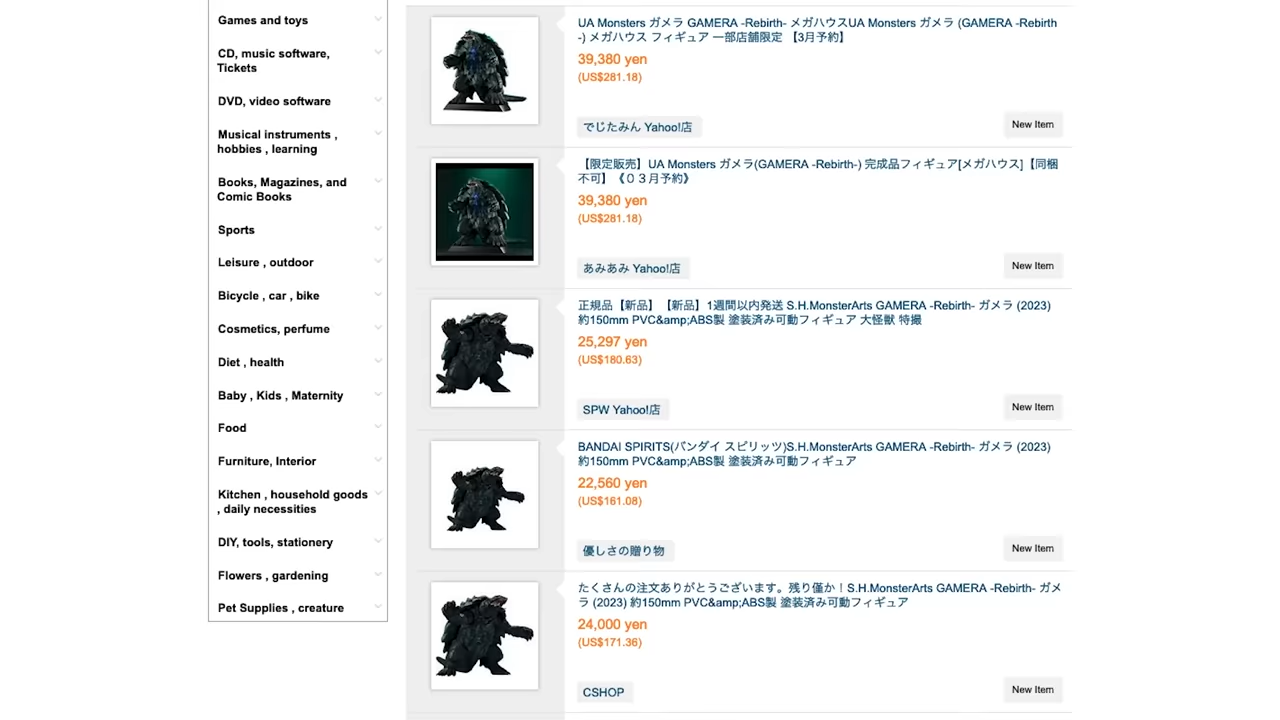 Games and toys
CD, music software,
Tickets
DVD, video software
Musical instruments ,
hobbies , learning
Books, Magazines, and
Comic Books
Sports
Leisure , outdoor
Bicycle , car , bike
Cosmetics, perfume
Diet , health
Baby , Kids , Maternity
Food
Furniture, Interior
Kitchen , household goods
, daily necessities
DIY, tools, stationery
Flowers , gardening
Pet Supplies , creature
UA Monsters ガメラ GAMERA -Rebirth- メガハウスUA Monsters ガメラ (GAMERA -Rebirth
-) メガハウス フィギュア 一部店舗限定 【3月予約】
39,380 yen
(US$281.18)
でじたみん Yahoo!店
New Item
【限定販売】UA Monsters ガメラ(GAMERA -Rebirth-) 完成品フィギュア[メガハウス]【同梱
不可】《０３月予約》
39,380 yen
(US$281.18)
あみあみ Yahoo!店
New Item
正規品【新品】【新品】1週間以内発送 S.H.MonsterArts GAMERA -Rebirth- ガメラ (2023)
約150mm PVC&amp;ABS製 塗装済み可動フィギュア 大怪獣 特撮
25,297 yen
(US$180.63)
SPW Yahoo!店
New Item
BANDAI SPIRITS(バンダイ スピリッツ)S.H.MonsterArts GAMERA -Rebirth- ガメラ (2023)
約150mm PVC&amp;ABS製 塗装済み可動フィギュア
22,560 yen
(US$161.08)
優しさの贈り物
New Item
たくさんの注文ありがとうございます。残り僅か！S.H.MonsterArts GAMERA -Rebirth- ガメ
ラ (2023) 約150mm PVC&amp;ABS製 塗装済み可動フィギュア
24,000 yen
(US$171.36)
CSHOP
New Item